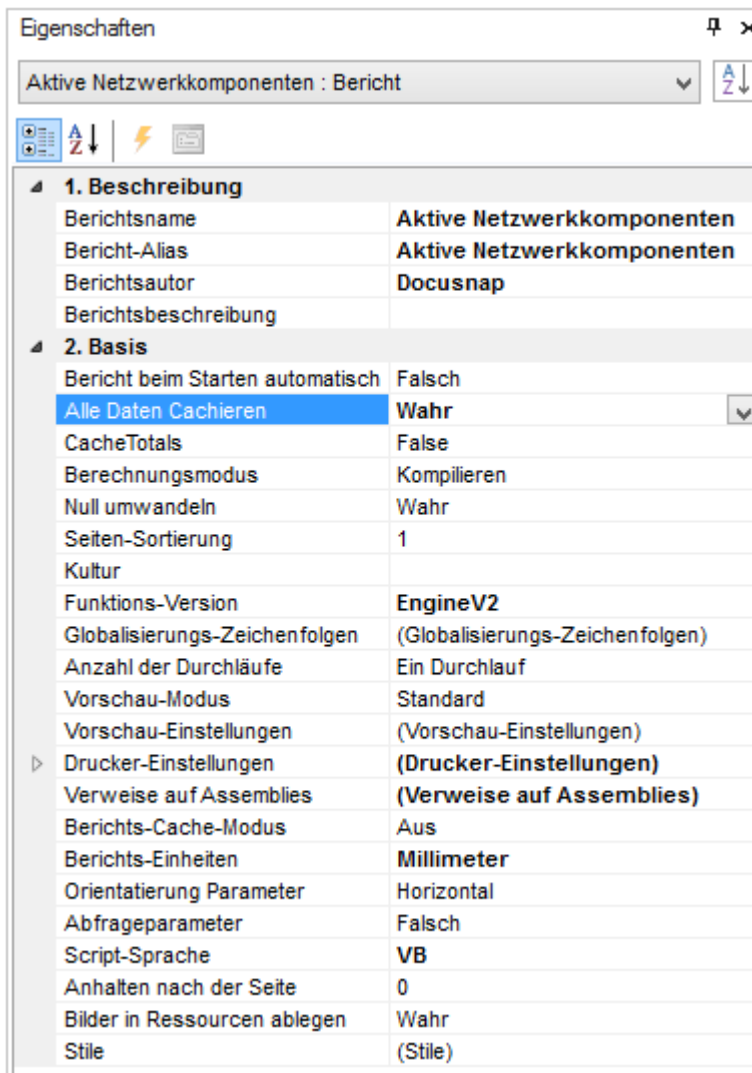 Eigenschaften
Aktive Netzwerkkomponenten : Bericht
1. Beschreibung
Berichtsname Aktive Netzwerkkomponenten
Bericht-Alias Aktive Netzwerkkomponenten
Berichtsautor Docusnap
Berichtsbeschreibung
2. Basis
Bericht beim Starten automatisch Falsch
Alle Daten Cachieren Wahr
CacheTotals False
Berechnungsmodus Kompilieren
Null umwandeln Wahr
Seiten-Sortierung 1
Kultur
Funktions-Version EngineV2
Globalisierungs-Zeichenfolgen (Globalisierungs-Zeichenfolgen)
Anzahl der Durchläufe Ein Durchlauf
Vorschau-Modus Standard
Vorschau-Einstellungen (Vorschau-Einstellungen)
Drucker-Einstellungen (Drucker-Einstellungen)
Verweise auf Assemblies (Verweise auf Assemblies)
Berichts-Cache-Modus Aus
Berichts-Einheiten Millimeter
Orientatierung Parameter Horizontal
Abfrageparameter Falsch
Script-Sprache VB
Anhalten nach der Seite 0
Bilder in Ressourcen ablegen Wahr
Stile (Stile)